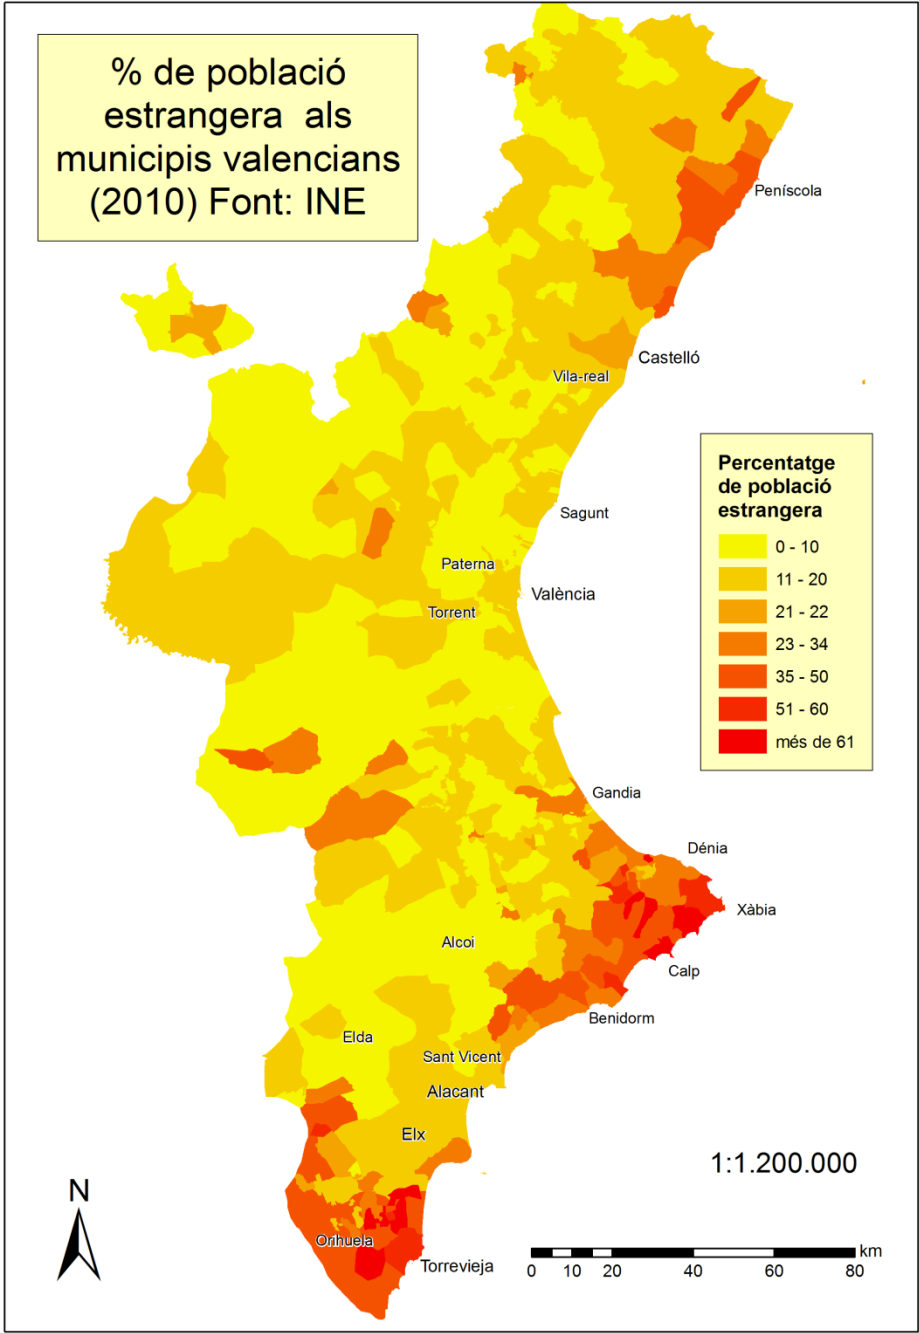 % de població
estrangera als
municipis valencians
(2010) Font: INE
Peníscola
Castelló
Vila-real
Percentatge
de població
estrangera
0 - 10
11 - 20
21 - 22
23 - 34
35 - 50
51 - 60
més de 61
Sagunt
Paterna
València
Torrent
Gandia
Dénia
Xàbia
Alcoi
Calp
Benidorm
Elda
Sant Vicent
Alacant
Elx
1:1.200.000
N
Orihuela
Torrevieja
km
0 10 20 40 60 80